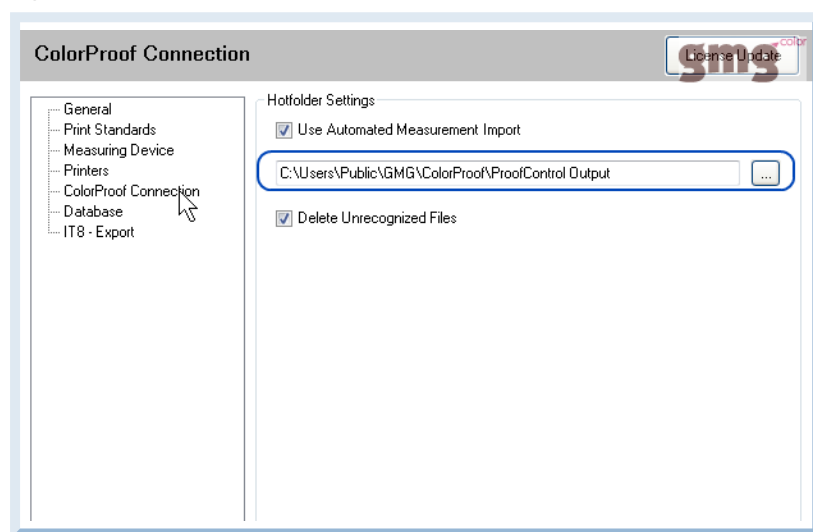 ColorProof Connection
License Update
gmg color
General
Print Standards
Measuring Device
Printers
ColorProof Connection
Database
IT8 - Export
Hotfolder Settings
Use Automated Measurement Import
C:\Users\Public\GMG\ColorProof\ProofControl Output
...
Delete Unrecognized Files